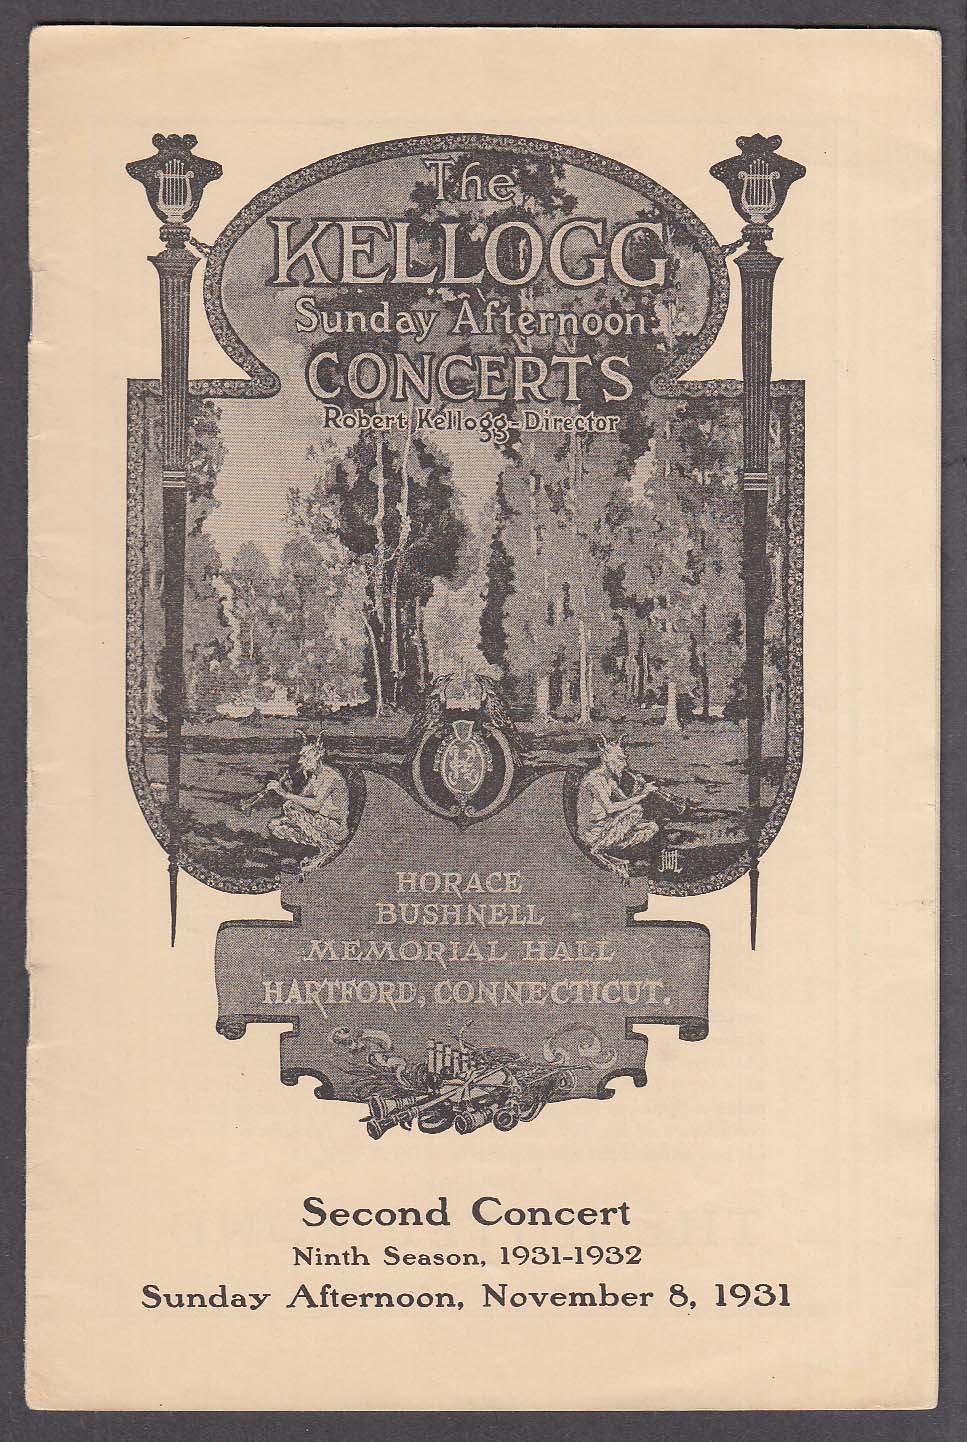 The
KELLOGG
Sunday Afternoon
CONCERTS
Robert Kellogg-Director
HORACE
BUSHNELL
MEMORIAL HALL
HARTFORD, CONNECTICUT.
Second Concert
Ninth Season, 1931-1932
Sunday Afternoon, November 8, 1931